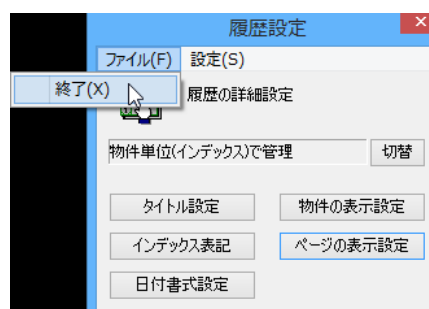 履歴設定
ファイル(F) 設定(S)
終了(X)
履歴の詳細設定
物件単位(インデックス)で管理 切替
タイトル設定 物件の表示設定
インデックス表記 ページの表示設定
日付書式設定